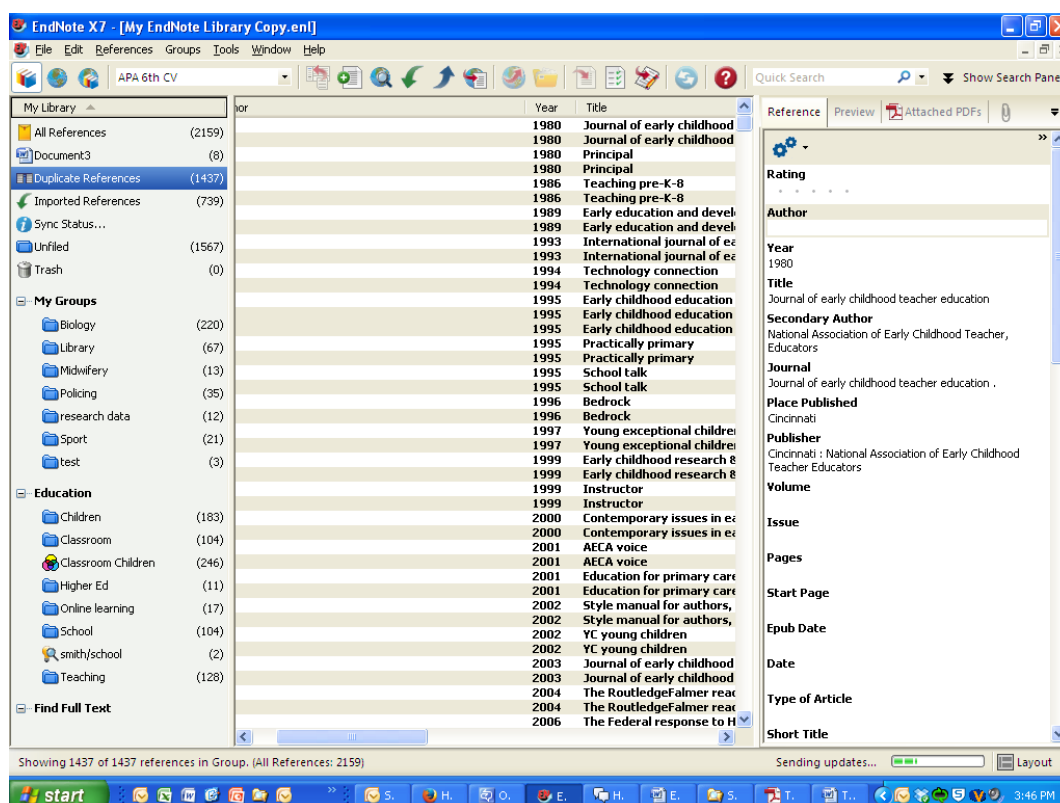 EndNote X7 - [My EndNote Library Copy.enl]
File Edit References Groups Tools Window Help
APA 6th CV
Quick Search
Show Search Pane
My Library
All References (2159)
Document3 (8)
Duplicate References (1437)
Imported References (739)
Sync Status...
Unfiled (1567)
Trash (0)
My Groups
Biology (220)
Library (67)
Midwifery (13)
Policing (35)
research data (12)
Sport (21)
test (3)
Education
Children (183)
Classroom (104)
Classroom Children (246)
Higher Ed (11)
Online learning (17)
School (104)
smith/school (2)
Teaching (128)
Find Full Text
hor Year Title
1980 Journal of early childhood
1980 Journal of early childhood
1980 Principal
1980 Principal
1986 Teaching pre-K-8
1986 Teaching pre-K-8
1989 Early education and devel
1989 Early education and devel
1993 International journal of ea
1993 International journal of ea
1994 Technology connection
1994 Technology connection
1995 Early childhood education
1995 Early childhood education
1995 Early childhood education
1995 Practically primary
1995 Practically primary
1995 School talk
1995 School talk
1996 Bedrock
1996 Bedrock
1997 Young exceptional childre
1997 Young exceptional childre
1999 Early childhood research &
1999 Early childhood research &
1999 Instructor
1999 Instructor
2000 Contemporary issues in ea
2000 Contemporary issues in ea
2001 AECA voice
2001 AECA voice
2001 Education for primary care
2001 Education for primary care
2002 Style manual for authors,
2002 Style manual for authors,
2002 YC young children
2002 YC young children
2003 Journal of early childhood
2003 Journal of early childhood
2004 The RoutledgeFalmer read
2004 The RoutledgeFalmer read
2006 The Federal response to H
Reference Preview Attached PDFs
Rating
Author
Year
1980
Title
Journal of early childhood teacher education
Secondary Author
National Association of Early Childhood Teacher,
Educators
Journal
Journal of early childhood teacher education .
Place Published
Cincinnati
Publisher
Cincinnati : National Association of Early Childhood
Teacher Educators
Volume
Issue
Pages
Start Page
Epub Date
Date
Type of Article
Short Title
Showing 1437 of 1437 references in Group. (All References: 2159)
Sending updates...
Layout
start
S. H. O. E. H. E. S. T. T..
3:46 PM